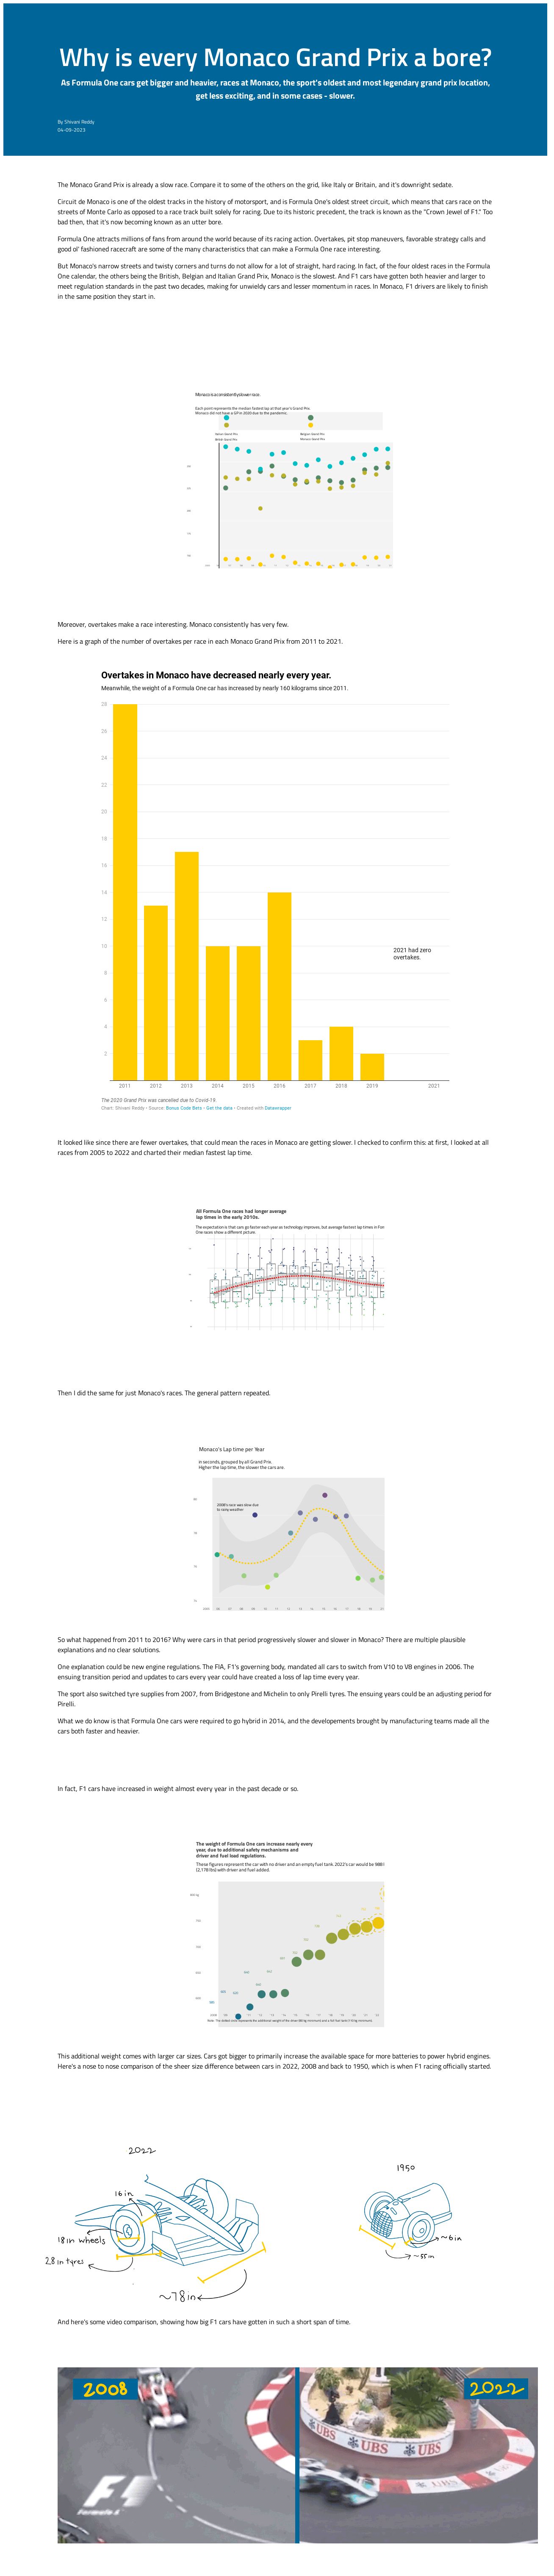 Why is every Monaco Grand Prix a bore?
As Formula One cars get bigger and heavier, races at Monaco, the sport's oldest and most legendary grand prix location,
get less exciting, and in some cases - slower.
By Shivani Reddy
04-09-2023
The Monaco Grand Prix is already a slow race. Compare it to some of the others on the grid, like Italy or Britain, and it's downright sedate.
Circuit de Monaco is one of the oldest tracks in the history of motorsport, and is Formula One's oldest street circuit, which means that cars race on the
streets of Monte Carlo as opposed to a race track built solely for racing. Due to its historic precedent, the track is known as the "Crown Jewel of F1." Too
bad then, that it's now becoming known as an utter bore.
Formula One attracts millions of fans from around the world because of its racing action. Overtakes, pit stop maneuvers, favorable strategy calls and
good ol' fashioned racecraft are some of the many characteristics that can make a Formula One race interesting.
But Monaco's narrow streets and twisty corners and turns do not allow for a lot of straight, hard racing. In fact, of the four oldest races in the Formula
One calendar, the others being the British, Belgian and Italian Grand Prix, Monaco is the slowest. And F1 cars have gotten both heavier and larger to
meet regulation standards in the past two decades, making for unwieldy cars and lesser momentum in races. In Monaco, F1 drivers are likely to finish
in the same position they start in.
Monaco is a consistently slower race.
Each point represents the median fastest lap at that year's Grand Prix.
Monaco did not have a GP in 2020 due to the pandemic.
Italian Grand Prix
Belgian Grand Prix
British Grand Prix
Monaco Grand Prix
Moreover, overtakes make a race interesting. Monaco consistently has very few.
Here is a graph of the number of overtakes per race in each Monaco Grand Prix from 2011 to 2021.
Overtakes in Monaco have decreased nearly every year.
Meanwhile, the weight of a Formula One car has increased by nearly 160 kilograms since 2011.
28
26
24
22
20
18
16
14
12
10
2021 had zero
overtakes.
8
6
4
2
2011 2012 2013 2014 2015 2016 2017 2018 2019 2021
The 2020 Grand Prix was cancelled due to Covid-19.
Chart: Shivani Reddy • Source: Bonus Code Bets • Get the data • Created with Datawrapper
It looked like since there are fewer overtakes, that could mean the races in Monaco are getting slower. I checked to confirm this: at first, I looked at all
races from 2005 to 2022 and charted their median fastest lap time.
All Formula One races had longer average
lap times in the early 2010s.
The expectation is that cars go faster each year as technology improves, but average fastest lap times in For
One races show a different picture.
Then I did the same for just Monaco's races. The general pattern repeated.
Monaco's Lap time per Year
in seconds, grouped by all Grand Prix.
Higher the lap time, the slower the cars are.
2008's race was slow due
to rainy weather
So what happened from 2011 to 2016? Why were cars in that period progressively slower and slower in Monaco? There are multiple plausible
explanations and no clear solutions.
One explanation could be new engine regulations. The FIA, F1's governing body, mandated all cars to switch from V10 to V8 engines in 2006. The
ensuing transition period and updates to cars every year could have created a loss of lap time every year.
The sport also switched tyre supplies from 2007, from Bridgestone and Michelin to only Pirelli tyres. The ensuing years could be an adjusting period for
Pirelli.
What we do know is that Formula One cars were required to go hybrid in 2014, and the developements brought by manufacturing teams made all the
cars both faster and heavier.
In fact, F1 cars have increased in weight almost every year in the past decade or so.
The weight of Formula One cars increase nearly every
year, due to additional safety mechanisms and
driver and fuel load regulations.
These figures represent the car with no driver and an empty fuel tank. 2022's car would be 988
(2,178 lbs) with driver and fuel added.
This additional weight comes with larger car sizes. Cars got bigger to primarily increase the available space for more batteries to power hybrid engines.
Here's a nose to nose comparison of the sheer size difference between cars in 2022, 2008 and back to 1950, which is when F1 racing officially started.
2022
1950
16 in
18 in wheels
28 in tyres
~78 in
~6 in
~55 in
And here's some video comparison, showing how big F1 cars have gotten in such a short span of time.
2008
2022
UBS UBS UBS
F1
Formula 1